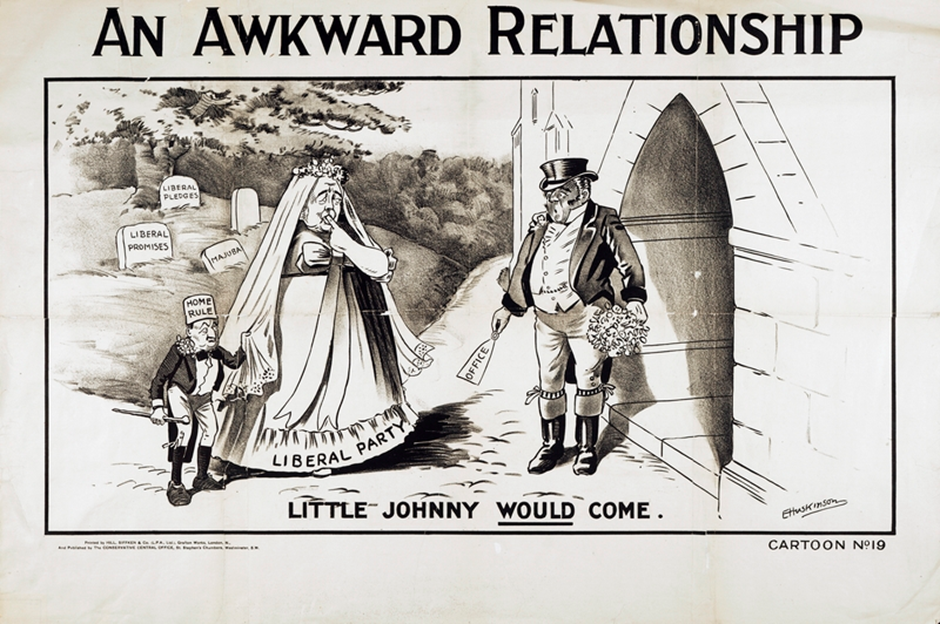 AN AWKWARD RELATIONSHIP
LIBERAL
PLEDGES
LIBERAL
PROMISES
MAJUBA
HOME
RULE
OFFICE
LIBERAL PARTY
LITTLE JOHNNY WOULD COME.
EHuskinson
Printed by HILL, SIFFKEN & Co. (L.P.A. Ltd.), Grafton Works, London, N.,
And Published by The CONSERVATIVE CENTRAL OFFICE, St. Stephen's Chambers, Westminster, S.W.
CARTOON Nº19